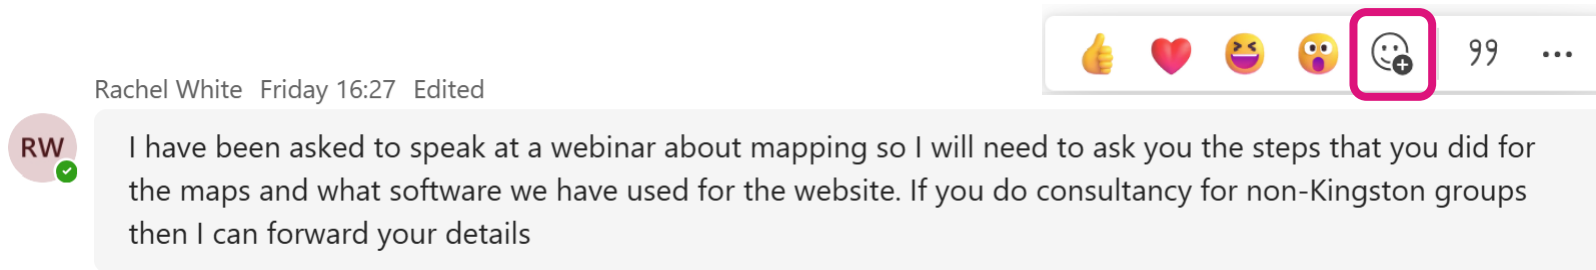 Rachel White Friday 16:27 Edited
RW
I have been asked to speak at a webinar about mapping so I will need to ask you the steps that you did for
the maps and what software we have used for the website. If you do consultancy for non-Kingston groups
then I can forward your details